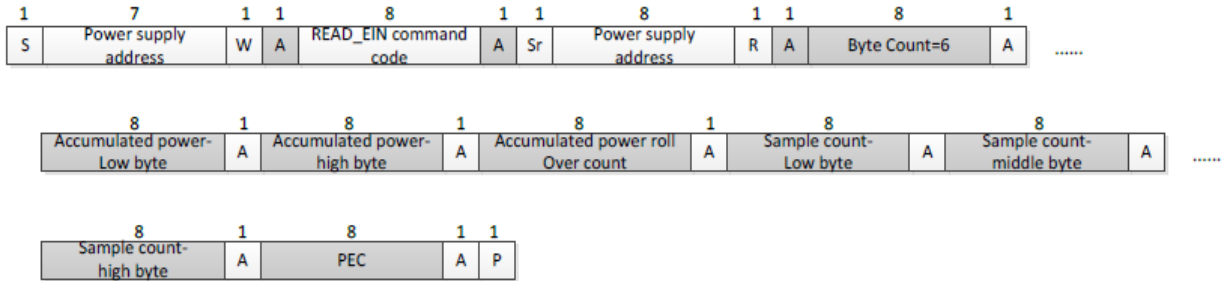 1 7 1 1 8 1 1 8 1 1 8 1
S Power supply address W A READ_EIN command code A Sr Power supply address R A Byte Count=6 A ......
8 1 8 1 8 1 8 8
Accumulated power-Low byte A Accumulated power-high byte A Accumulated power roll Over count A Sample count-Low byte A Sample count-middle byte A ......
8 1 8 1 1
Sample count-high byte A PEC A P